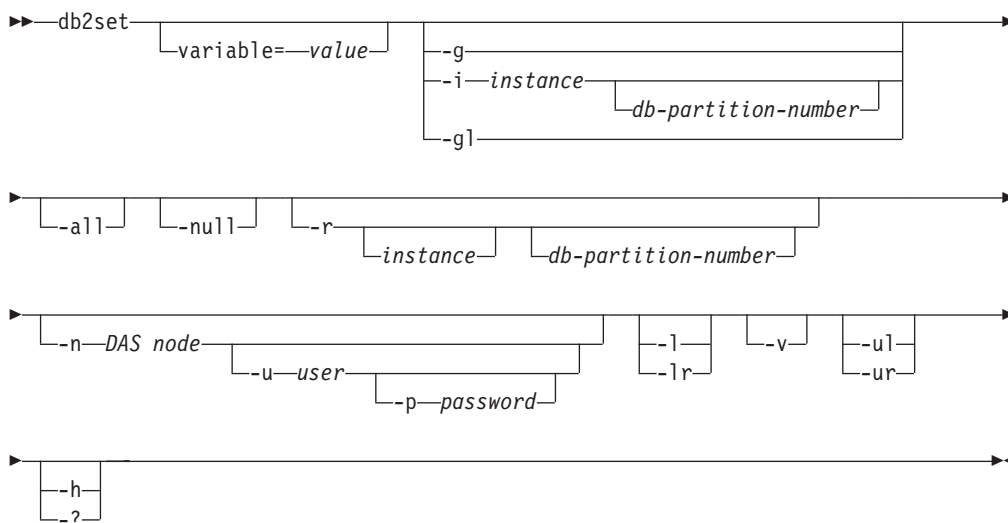 db2set
variable= value
-g
-i instance
db-partition-number
-gl
-all
-null
-r
instance
db-partition-number
-n DAS node
-u user
-p password
-l
-lr
-v
-ul
-ur
-h
-?